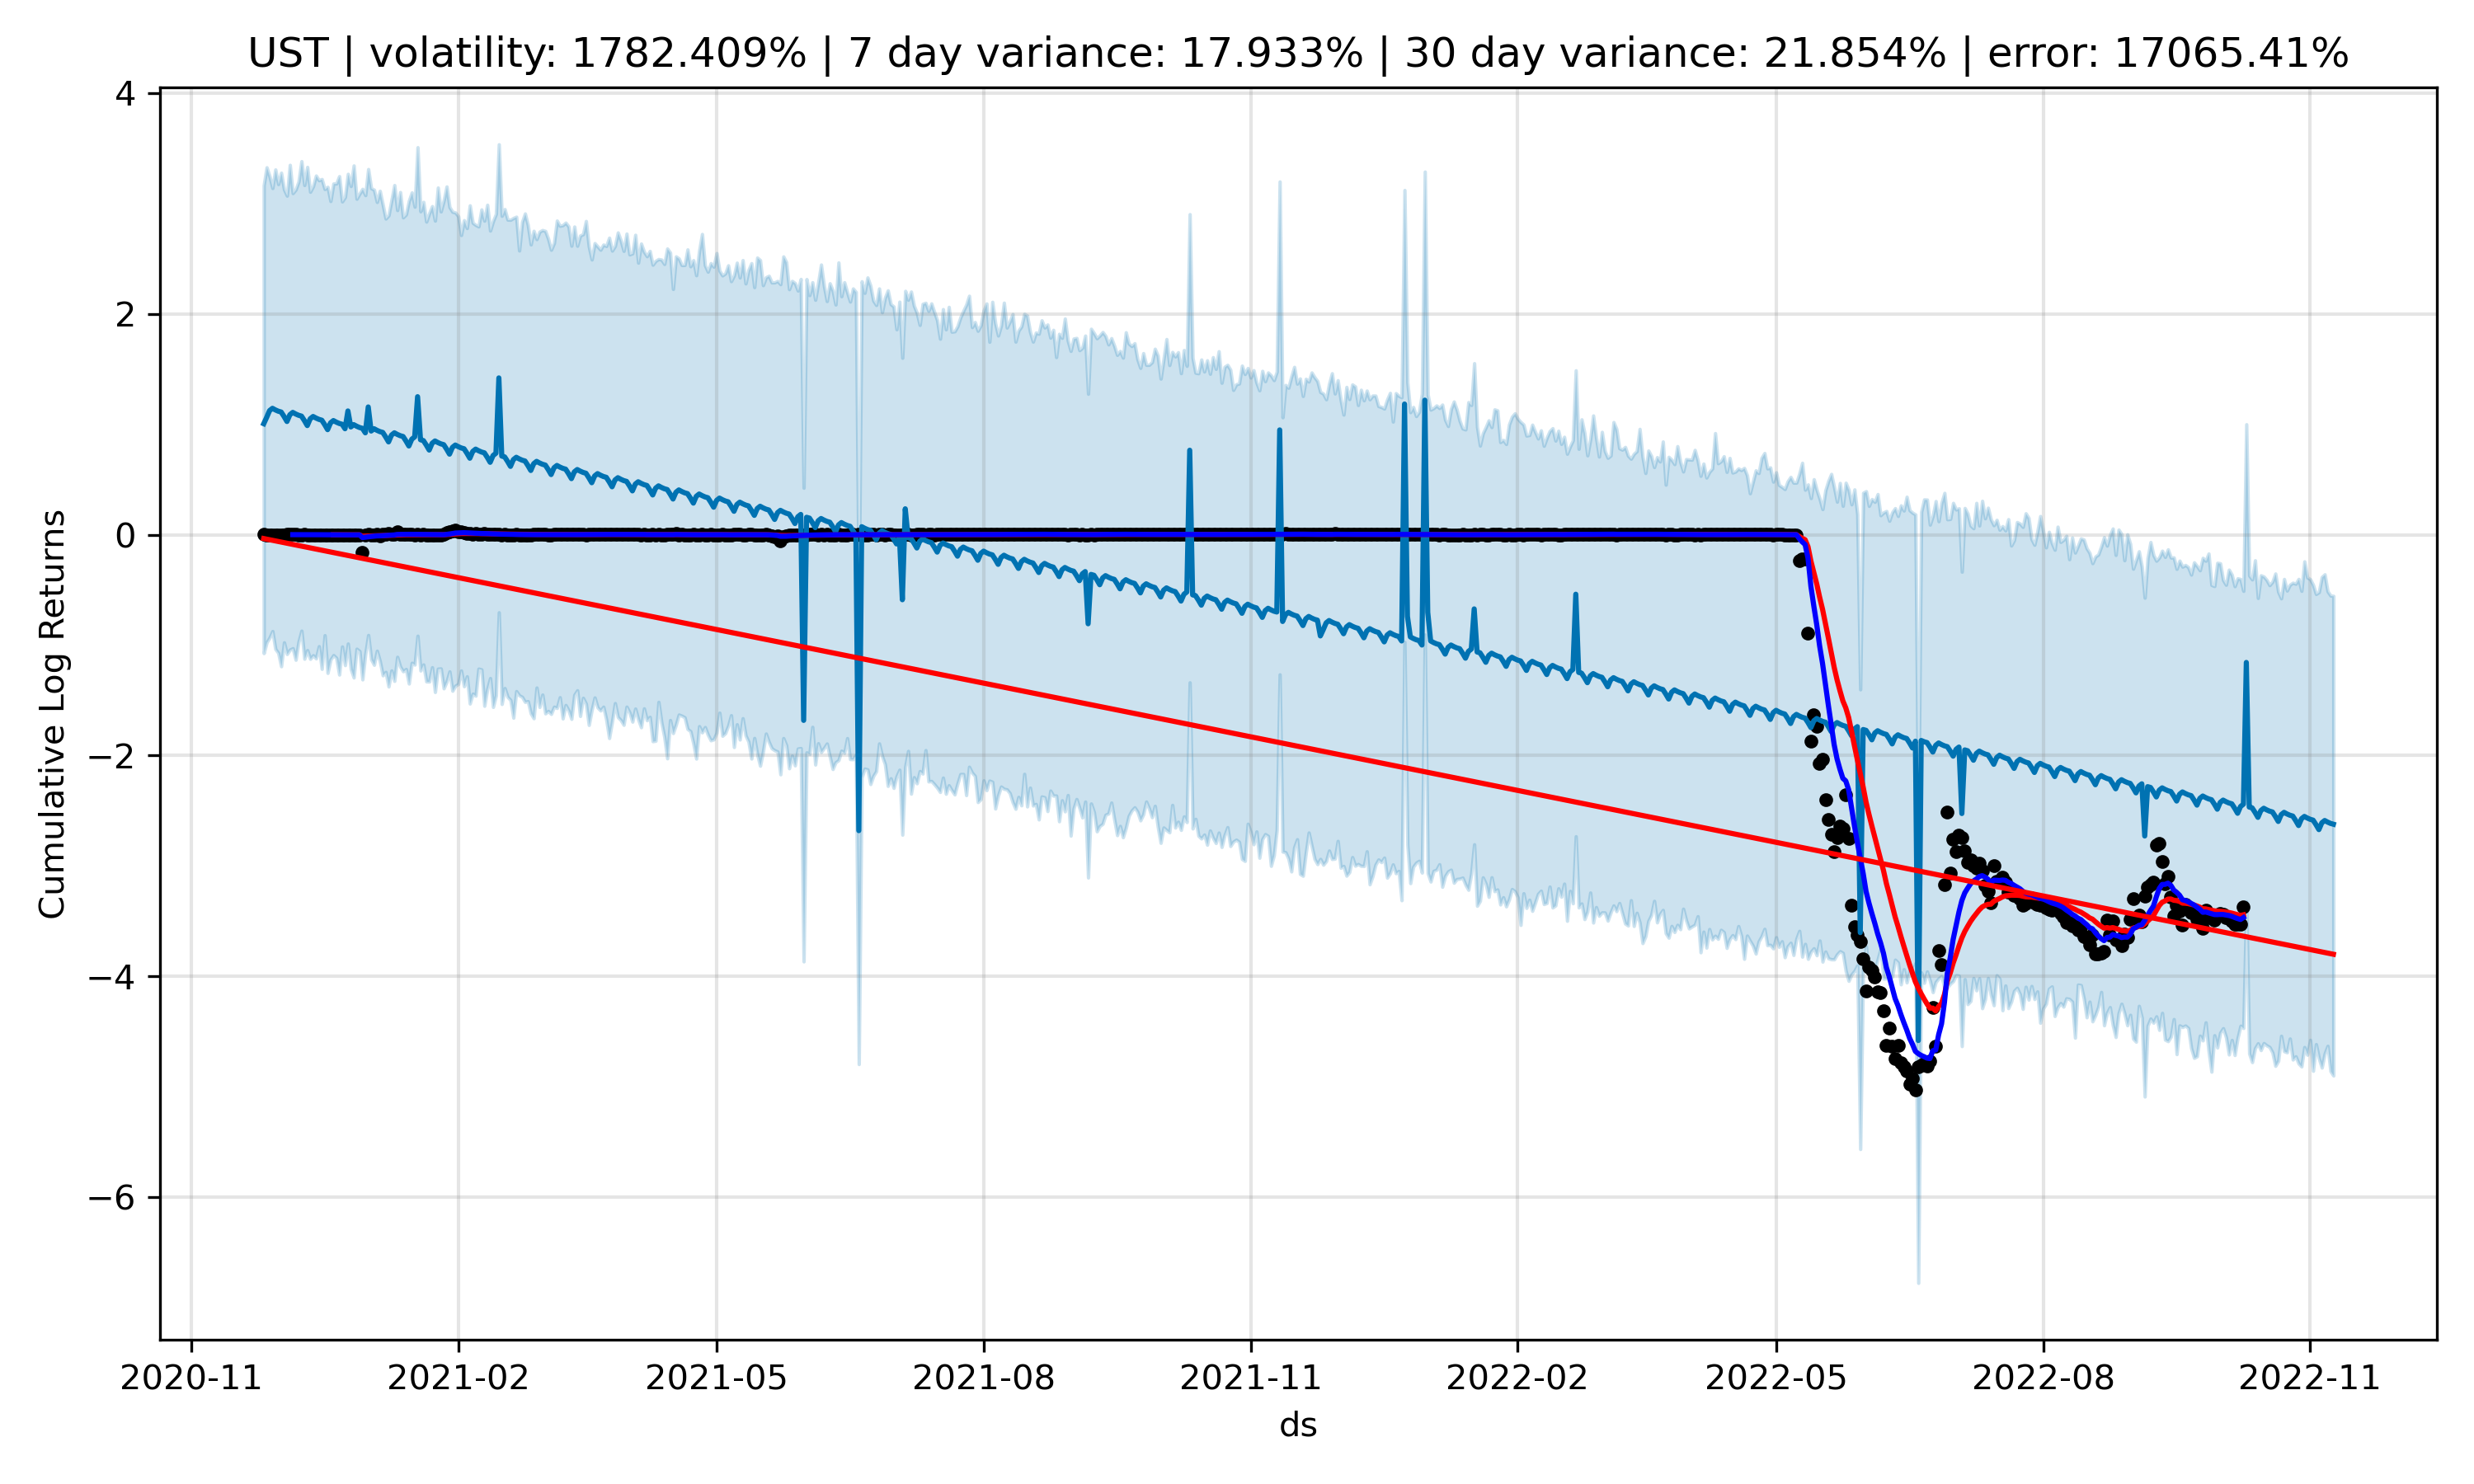 UST | volatility: 1782.409% | 7 day variance: 17.933% | 30 day variance: 21.854% | error: 17065.41%
4
2
0
−2
−4
−6
Cumulative Log Returns
2020-11 2021-02 2021-05 2021-08 2021-11 2022-02 2022-05 2022-08 2022-11
ds